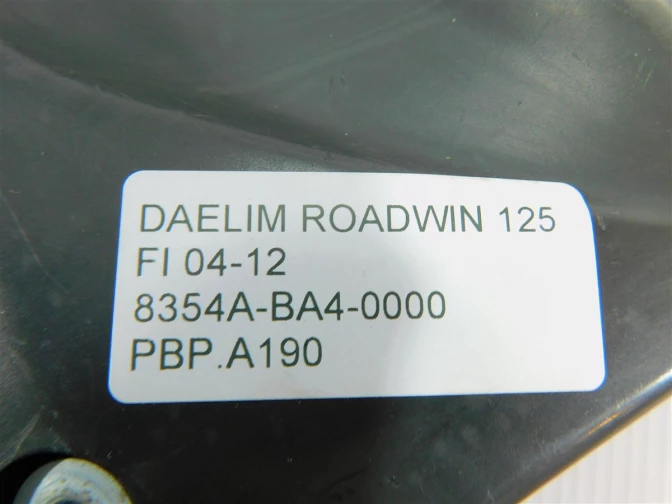 DAELIM ROADWIN 125
FI 04-12
8354A-BA4-0000
PBP.A190